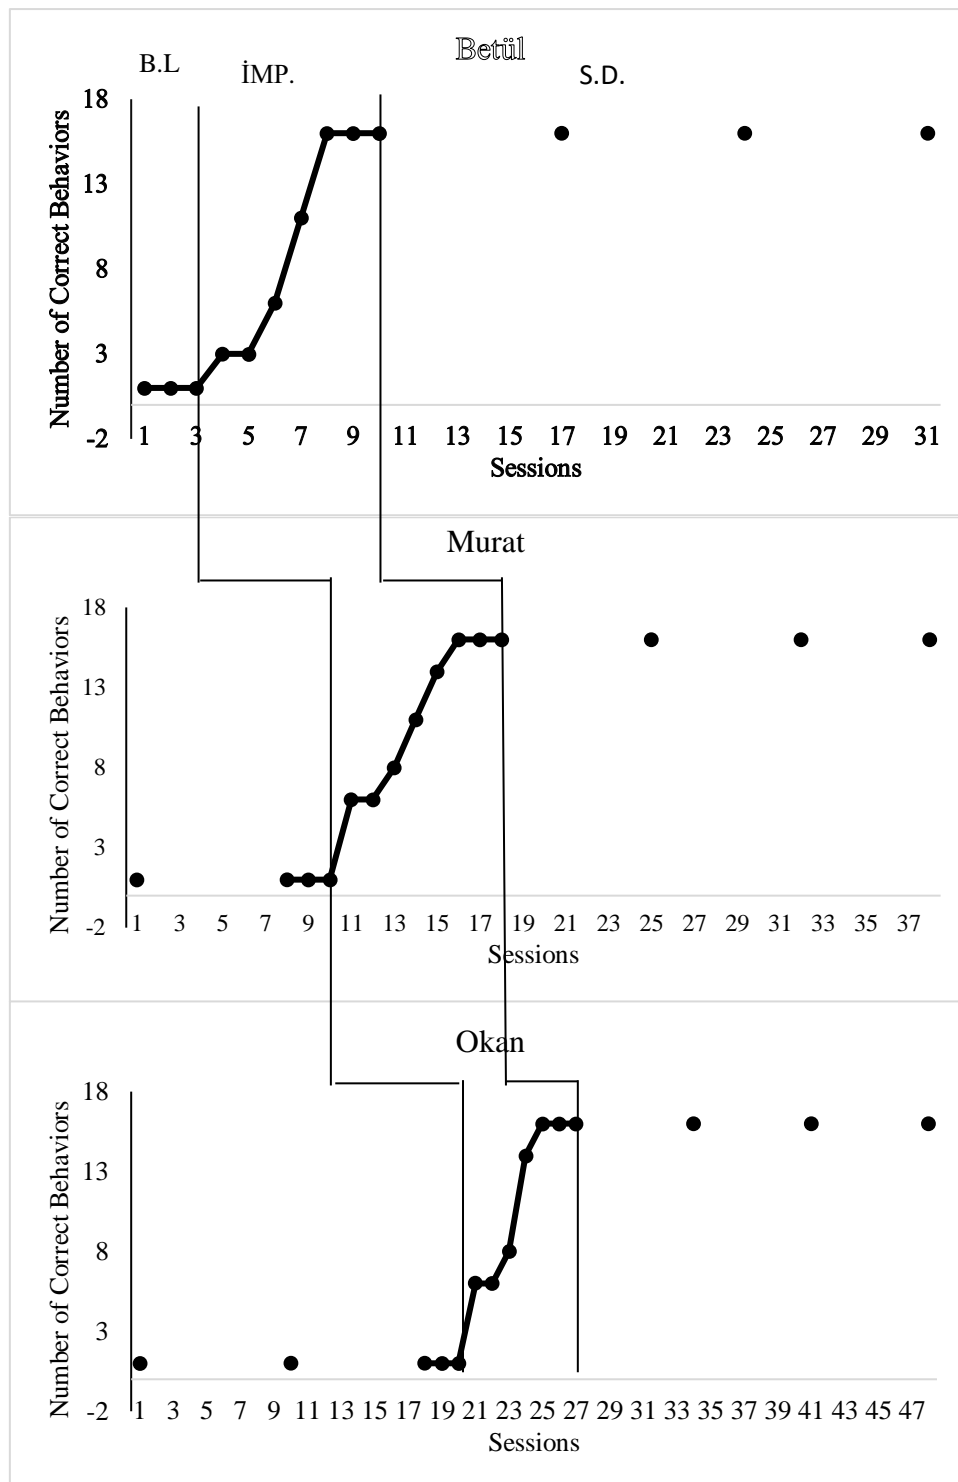 Betül
B.L
İMP.
S.D.
Number of Correct Behaviors
18
13
8
3
-2
1 3 5 7 9 11 13 15 17 19 21 23 25 27 29 31
Sessions
Murat
Number of Correct Behaviors
18
13
8
3
-2
1 3 5 7 9 11 13 15 17 19 21 23 25 27 29 31 33 35 37
Sessions
Okan
Number of Correct Behaviors
18
13
8
3
-2
1 3 5 7 9 11 13 15 17 19 21 23 25 27 29 31 33 35 37 39 41 43 45 47
Sessions